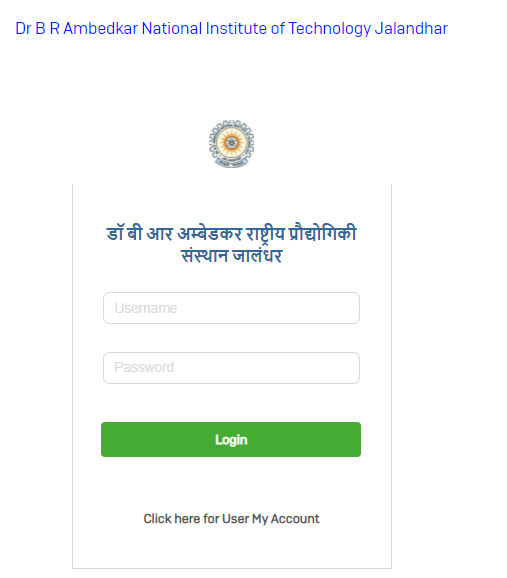 Dr B R Ambedkar National Institute of Technology Jalandhar
डॉ बी आर अम्बेडकर राष्ट्रीय प्रौद्योगिकी
संस्थान जालंधर
Username
Password
Login
Click here for User My Account